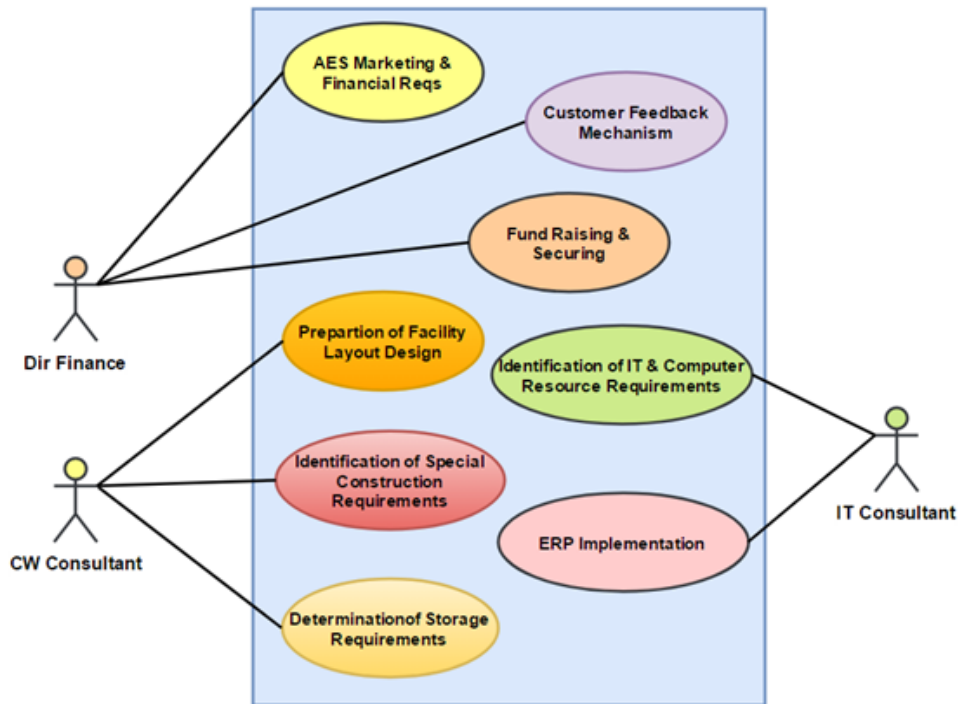 AES Marketing &
Financial Reqs
Customer Feedback
Mechanism
Fund Raising &
Securing
Dir Finance
Prepartion of Facility
Layout Design
Identification of IT & Computer
Resource Requirements
Identification of Special
Construction
Requirements
IT Consultant
CW Consultant
ERP Implementation
Determinationof Storage
Requirements